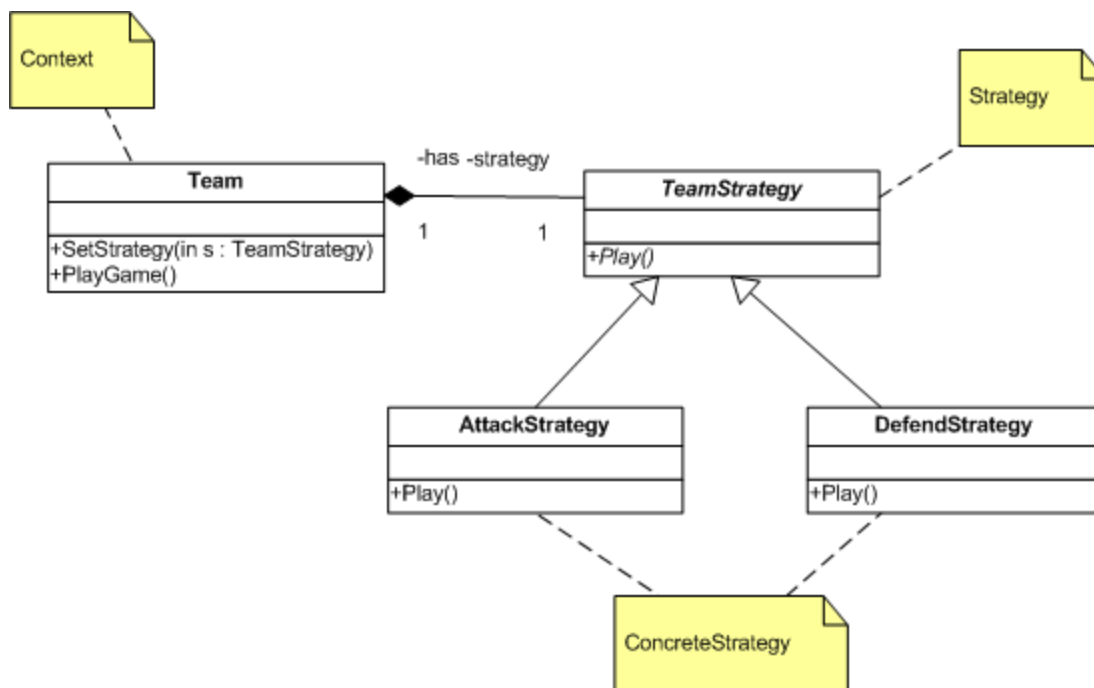 Context
Strategy
-has -strategy
Team
TeamStrategy
1
1
+SetStrategy(in s : TeamStrategy)
+PlayGame()
+Play()
AttackStrategy
DefendStrategy
+Play()
+Play()
ConcreteStrategy